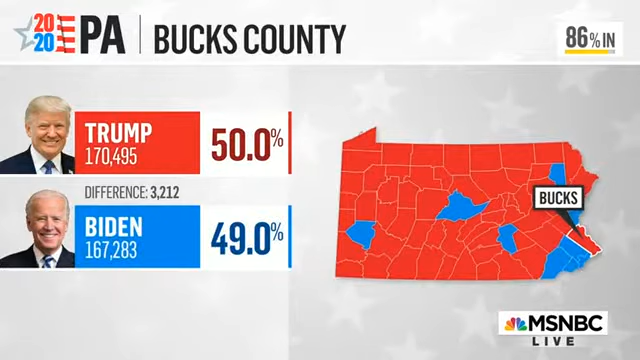 2020 PA BUCKS COUNTY
86% IN
TRUMP
170,495
50.0%
DIFFERENCE: 3,212
BIDEN
167,283
49.0%
BUCKS
MSNBC
LIVE